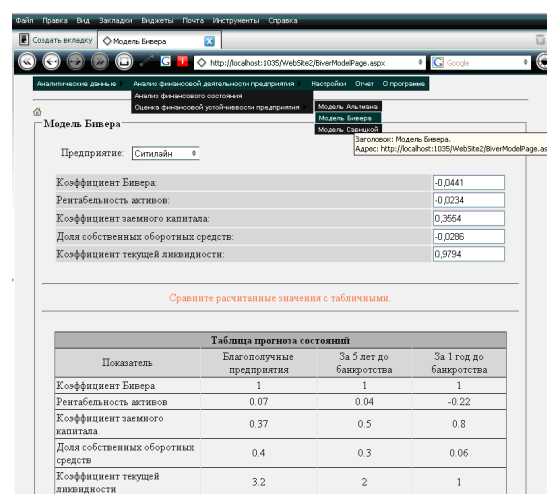 Файл Правка Вид Закладки Виджеты Почта Инструменты Справка
Создать вкладку Модель Бивера
http://localhost:1035/WebSite2/BiverModelPage.aspx Google
Аналитические данные Анализ финансовой деятельности предприятия Настройки Отчет О программе
Анализ финансового состояния
Оценка финансовой устойчивости предприятия Модель Альтмана
Модель Бивера
Модель Савицкой
Заголовок: Модель Бивера.
Адрес: http://localhost:1035/WebSite2/BiverModelPage.as
Модель Бивера
Предприятие: Ситилайн
Коэффициент Бивера: -0,0441
Рентабельность активов: -0,0234
Коэффициент заемного капитала: 0,3554
Доля собственных оборотных средств: -0,0286
Коэффициент текущей ликвидности: 0,9794
Сравните расчитанные значения с табличными.
Таблица прогноза состояний
Показатель Благополучные предприятия За 5 лет до банкротства За 1 год до банкротства
Коэффициент Бивера 1 1 1
Рентабельность активов 0.07 0.04 -0.22
Коэффициент заемного капитала 0.37 0.5 0.8
Доля собственных оборотных средств 0.4 0.3 0.06
Коэффициент текущей ликвидности 3.2 2 1